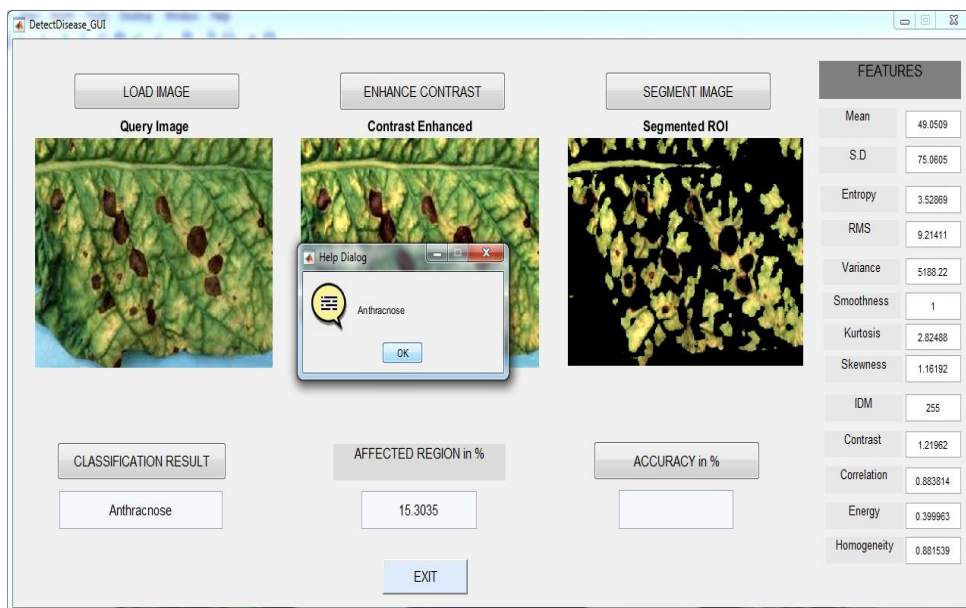 DetectDisease_GUI
LOAD IMAGE
ENHANCE CONTRAST
SEGMENT IMAGE
Query Image
Contrast Enhanced
Segmented ROI
Help Dialog
Anthracnose
OK
CLASSIFICATION RESULT
AFFECTED REGION in %
ACCURACY in %
Anthracnose
15.3035
EXIT
FEATURES
Mean 49.0509
S.D 75.0605
Entropy 3.52869
RMS 9.21411
Variance 5188.22
Smoothness 1
Kurtosis 2.82488
Skewness 1.16192
IDM 255
Contrast 1.21962
Correlation 0.883814
Energy 0.399963
Homogeneity 0.881539